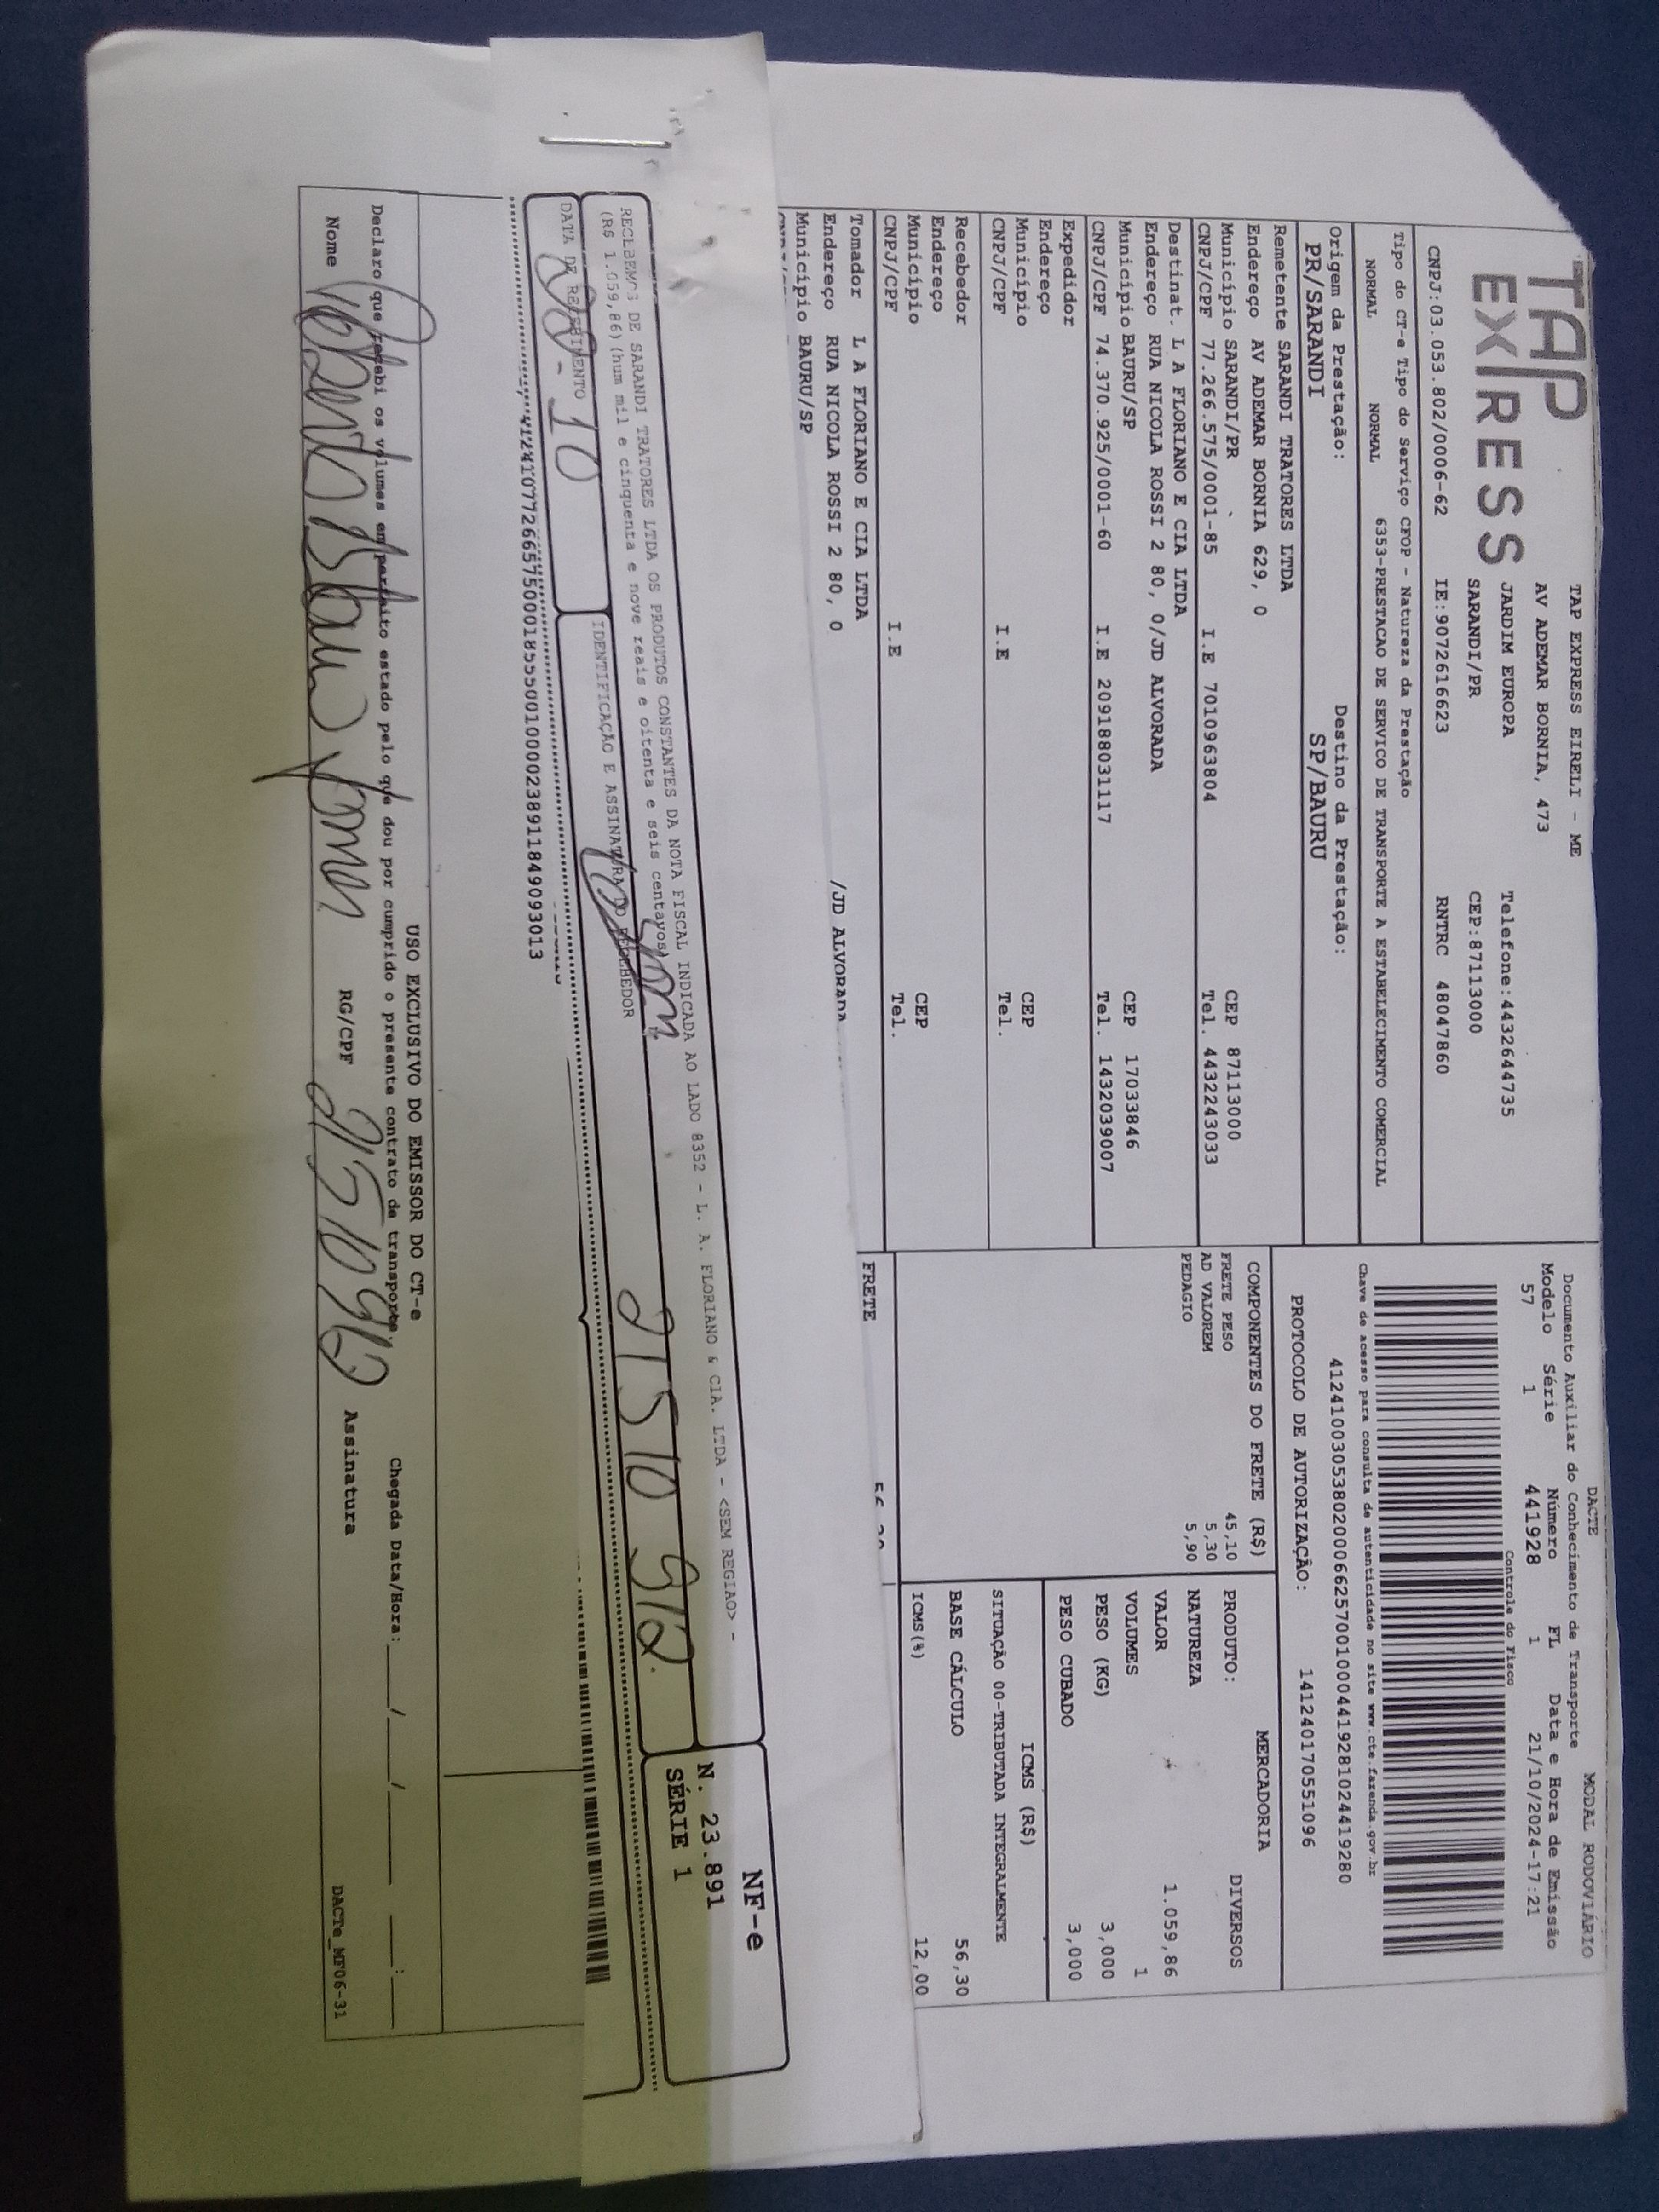 TAP EXPRESS
TAP EXPRESS EIRELI - ME
AV ADEMAR BORNIA, 473
JARDIM EUROPA Telefone:4432644735
SARANDI/PR CEP:87113000
CNPJ:03.053.802/0006-62 IE:9072616623 RNTRC 48047860
Tipo do CT-e Tipo do Serviço CFOP - Natureza da Prestação
NORMAL NORMAL 6353-PRESTACAO DE SERVICO DE TRANSPORTE A ESTABELECIMENTO COMERCIAL
Origem da Prestação: Destino da Prestação:
PR/SARANDI SP/BAURU
DACTE MODAL RODOVIÁRIO
Documento Auxiliar do Conhecimento de Transporte
Modelo Série Número FL Data e Hora de Emissão
57 1 441928 1 21/10/2024-17:21
Controle do Fisco
Chave de acesso para consulta de autenticidade no site www.cte.fazenda.gov.br
41241003053802000662570010004419281024419280
PROTOCOLO DE AUTORIZAÇÃO: 141240170551096
Remetente SARANDI TRATORES LTDA
Endereço AV ADEMAR BORNIA 629, 0
Município SARANDI/PR CEP 87113000
CNPJ/CPF 77.266.575/0001-85 I.E 7010963804 Tel. 4432243033
Destinat. L A FLORIANO E CIA LTDA
Endereço RUA NICOLA ROSSI 2 80, 0/JD ALVORADA
Município BAURU/SP CEP 17033846
CNPJ/CPF 74.370.925/0001-60 I.E 209188031117 Tel. 1432039007
Expedidor
Endereço
Município CEP
CNPJ/CPF I.E Tel.
Recebedor
Endereço
Município CEP
CNPJ/CPF I.E Tel.
Tomador L A FLORIANO E CIA LTDA
Endereço RUA NICOLA ROSSI 2 80, 0 /JD ALVORADA
Município BAURU/SP
COMPONENTES DO FRETE (R$)
FRETE PESO 45,10
AD VALOREM 5,30
PEDAGIO 5,90
FRETE
MERCADORIA
PRODUTO: DIVERSOS
NATUREZA
VALOR 1.059,86
VOLUMES 1
PESO (KG) 3,000
PESO CUBADO 3,000
ICMS (R$)
SITUAÇÃO 00-TRIBUTADA INTEGRALMENTE
BASE CÁLCULO 56,30
ICMS(%) 12,00
RECEBEMOS DE SARANDI TRATORES LTDA OS PRODUTOS CONSTANTES DA NOTA FISCAL INDICADA AO LADO 8352 - L. A. FLORIANO & CIA. LTDA - <SEM REGIAO> -
(R$ 1.059,86) (hum mil e cinquenta e nove reais e oitenta e seis centavos)
DATA DE RECEBIMENTO IDENTIFICAÇÃO E ASSINATURA DO RECEBEDOR
NF-e
N. 23.891
SÉRIE 1
41241077266575000185550010000238911849093013
USO EXCLUSIVO DO EMISSOR DO CT-e
Declaro que recebi os volumes em perfeito estado pelo que dou por cumprido o presente contrato de transporte. Chegada Data/Hora:____/____/______ ____:____
Nome RG/CPF Assinatura
DACTe_MF06-31